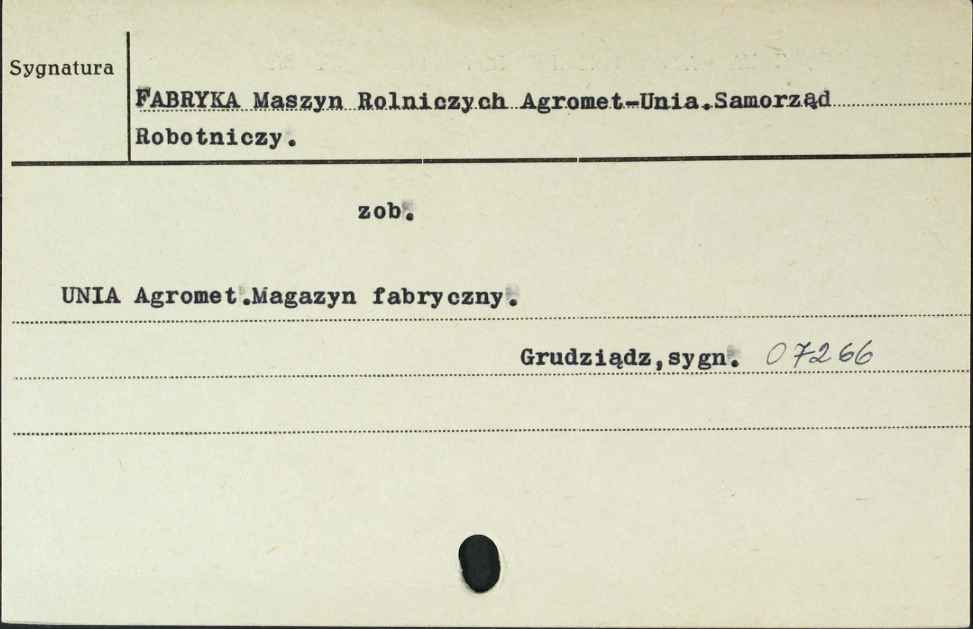 Sygnatura
FABRYKA Maszyn Rolniczych Agromet-Unia.Samorząd
Robotniczy.
zob.
UNIA Agromet.Magazyn fabryczny.
Grudziądz,sygn. 07266